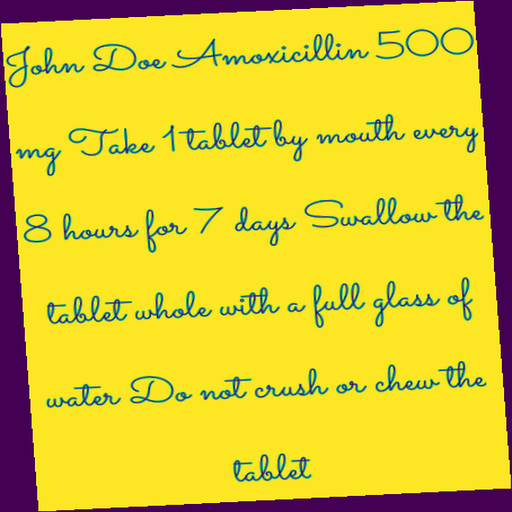 John Doe Amoxicillin 500
mg Take 1 tablet by mouth every
8 hours for 7 days Swallow the
tablet whole with a full glass of
water Do not crush or chew the
tablet